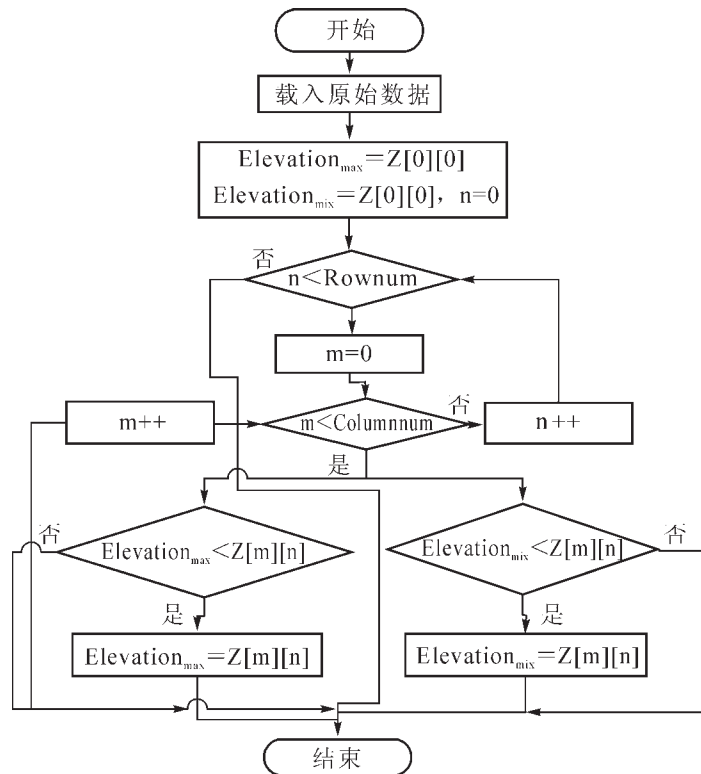 开始
载入原始数据
Elevationmax=Z[0][0]
Elevationmix=Z[0][0], n=0
否
n<Rownum
m=0
m++
m<Columnnum
否
n++
是
否
Elevationmax<Z[m][n]
Elevationmix<Z[m][n]
否
是
是
Elevationmax=Z[m][n]
Elevationmix=Z[m][n]
结束